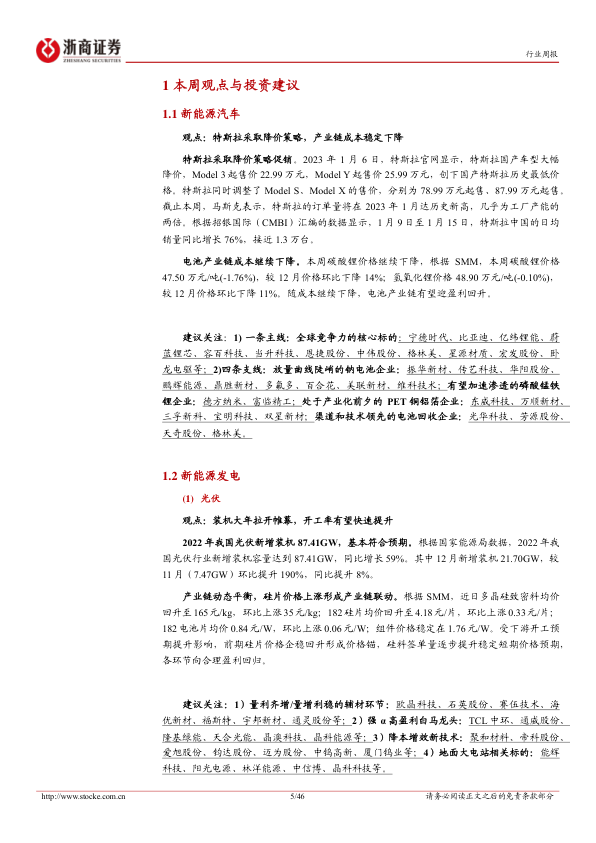 浙商证券
ZHESHANG SECURITIES
行业周报
1 本周观点与投资建议
1.1 新能源汽车
观点：特斯拉采取降价策略，产业链成本稳定下降
特斯拉采取降价策略促销。2023 年 1 月 6 日，特斯拉官网显示，特斯拉国产车型大幅
降价，Model 3 起售价 22.99 万元，Model Y 起售价 25.99 万元，创下国产特斯拉历史最低价
格。特斯拉同时调整了 Model S、Model X 的售价，分别为 78.99 万元起售、87.99 万元起售。
截止本周，马斯克表示，特斯拉的订单量将在 2023 年 1 月达历史新高，几乎为工厂产能的
两倍。根据招银国际（CMBI）汇编的数据显示，1 月 9 日至 1 月 15 日，特斯拉中国的日均
销量同比增长 76%，接近 1.3 万台。
电池产业链成本继续下降。本周碳酸锂价格继续下降，根据 SMM，本周碳酸锂价格
47.50 万元/吨(-1.76%)，较 12 月价格环比下降 14%；氢氧化锂价格 48.90 万元/吨(-0.10%)，
较 12 月价格环比下降 11%。随成本继续下降，电池产业链有望迎盈利回升。
建议关注：1) 一条主线：全球竞争力的核心标的：宁德时代、比亚迪、亿纬锂能、蔚
蓝锂芯、容百科技、当升科技、恩捷股份、中伟股份、格林美、星源材质、宏发股份、卧
龙电驱等；2)四条支线：放量曲线陡峭的钠电池企业：振华新材、传艺科技、华阳股份、
鹏辉能源、鼎胜新材、多氟多、百合花、美联新材、维科技术；有望加速渗透的磷酸锰铁
锂企业：德方纳米、富临精工；处于产业化前夕的 PET 铜铝箔企业：东威科技、万顺新材、
三孚新科、宝明科技、双星新材；渠道和技术领先的电池回收企业：光华科技、芳源股份、
天奇股份、格林美。
1.2 新能源发电
(1) 光伏
观点：装机大年拉开帷幕，开工率有望快速提升
2022 年我国光伏新增装机 87.41GW，基本符合预期。根据国家能源局数据，2022 年我
国光伏行业新增装机容量达到 87.41GW，同比增长 59%。其中 12 月新增装机 21.70GW，较
11 月（7.47GW）环比提升 190%，同比提升 8%。
产业链动态平衡，硅片价格上涨形成产业链联动。根据 SMM，近日多晶硅致密料均价
回升至 165 元/kg，环比上涨 35 元/kg；182 硅片均价回升至 4.18 元/片，环比上涨 0.33 元/片；
182 电池片均价 0.84 元/W，环比上涨 0.06 元/W；组件价格稳定在 1.76 元/W。受下游开工预
期提升影响，前期硅片价格企稳回升形成价格锚，硅料签单量逐步提升稳定短期价格预期，
各环节向合理盈利回归。
建议关注：1）量利齐增/量增利稳的辅材环节：欧晶科技、石英股份、赛伍技术、海
优新材、福斯特、宇邦新材、通灵股份等；2）强 α 高盈利白马龙头：TCL 中环、通威股份、
隆基绿能、天合光能、晶澳科技、晶科能源等；3）降本增效新技术：聚和材料、帝科股份、
爱旭股份、钧达股份、迈为股份、中钨高新、厦门钨业等；4）地面大电站相关标的：能辉
科技、阳光电源、林洋能源、中信博、晶科科技等。
http://www.stocke.com.cn
5/46
请务必阅读正文之后的免责条款部分